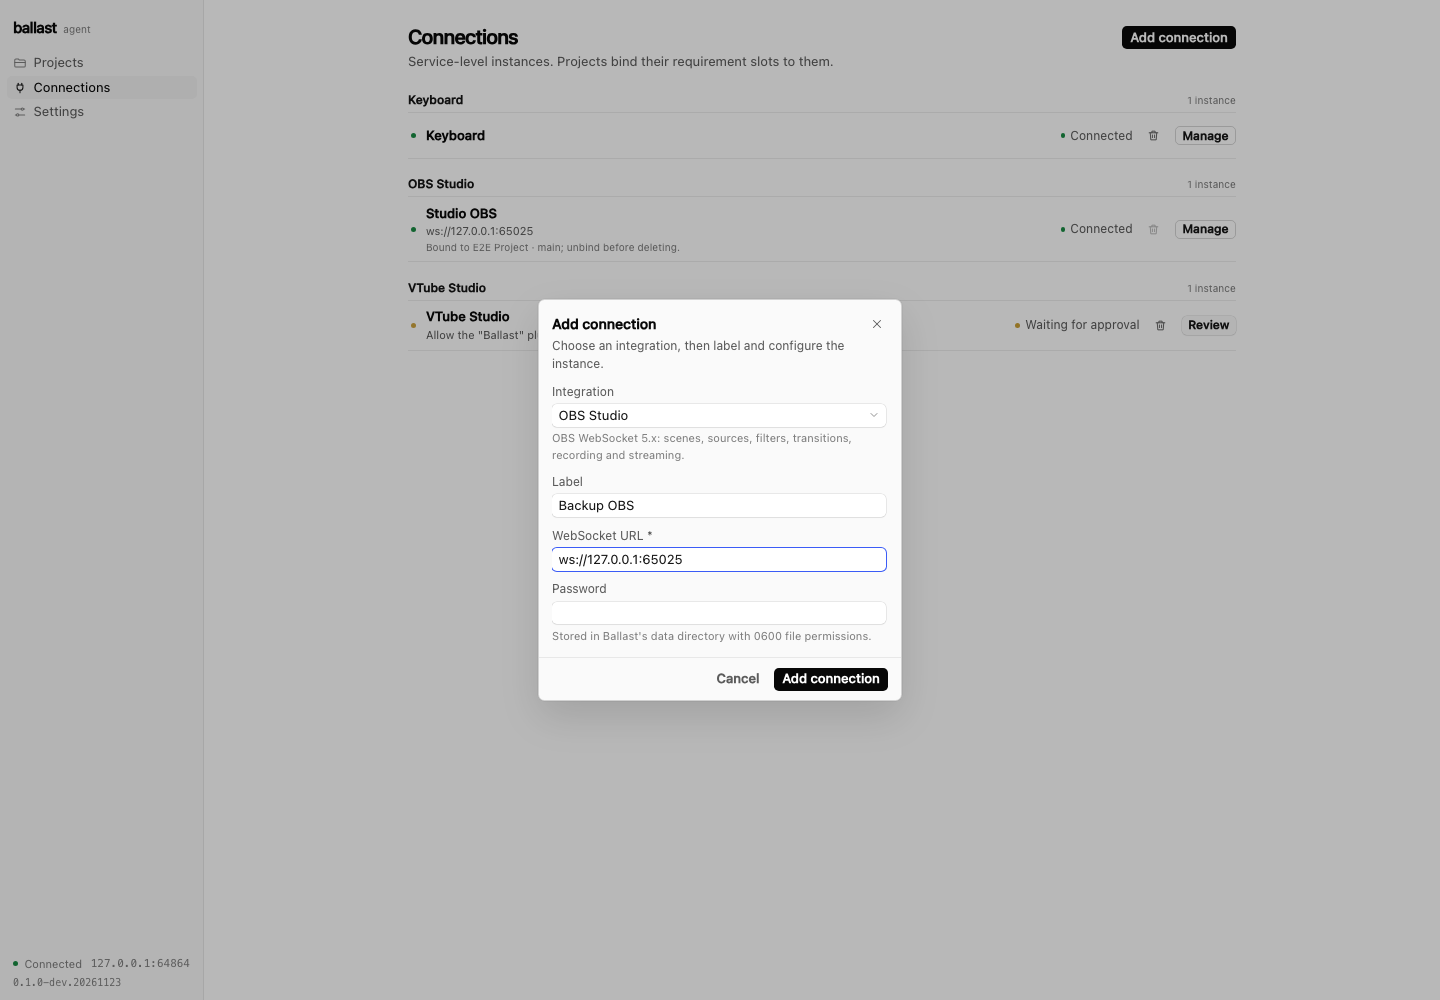 ballast agent
Projects
Connections
Settings
Connections
Add connection
Service-level instances. Projects bind their requirement slots to them.
Keyboard
1 instance
Keyboard
Connected
Manage
OBS Studio
1 instance
Studio OBS
ws://127.0.0.1:65025
Bound to E2E Project · main; unbind before deleting.
Connected
Manage
VTube Studio
1 instance
VTube Studio
Allow the "Ballast"
Waiting for approval
Review
Add connection
Choose an integration, then label and configure the
instance.
Integration
OBS Studio
OBS WebSocket 5.x: scenes, sources, filters, transitions,
recording and streaming.
Label
Backup OBS
WebSocket URL *
ws://127.0.0.1:65025
Password
Stored in Ballast's data directory with 0600 file permissions.
Cancel
Add connection
Connected 127.0.0.1:64864
0.1.0-dev.20261123